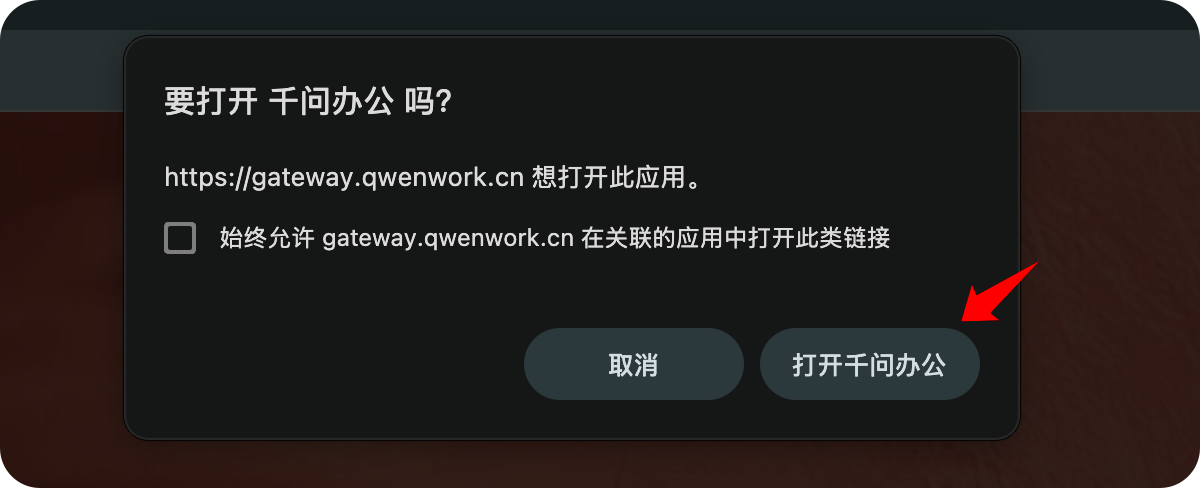 要打开 千问办公 吗?
https://gateway.qwenwork.cn 想打开此应用。
始终允许 gateway.qwenwork.cn 在关联的应用中打开此类链接
取消
打开千问办公